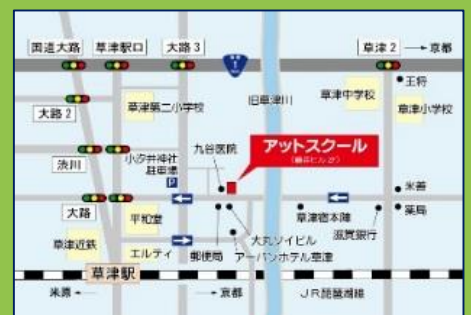 国道大路
草津駅口
大路3
1
草津2
→京都
王将
大路2
草津第二小学校
旧草津川
草津中学校
草津小学校
渋川
小汐井神社
駐車場
P
九谷医院
アットスクール
大路
平和堂
草津宿本陣
米善
薬局
滋賀銀行
草津近鉄
エルティ
郵便局
大丸ソイビル
アーバンホテル草津
草津駅
米原←
→京都
JR琵琶湖線